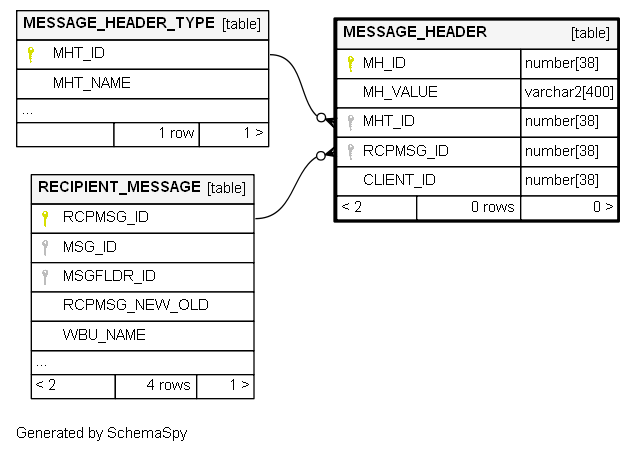 MESSAGE_HEADER_TYPE [table]
MHT_ID
MHT_NAME
...
1 row 1 >
MESSAGE_HEADER [table]
MH_ID number[38]
MH_VALUE varchar2[400]
MHT_ID number[38]
RCPMSG_ID number[38]
CLIENT_ID number[38]
< 2 0 rows 0 >
RECIPIENT_MESSAGE [table]
RCPMSG_ID
MSG_ID
MSGFLDR_ID
RCPMSG_NEW_OLD
WBU_NAME
...
< 2 4 rows 1 >
Generated by SchemaSpy